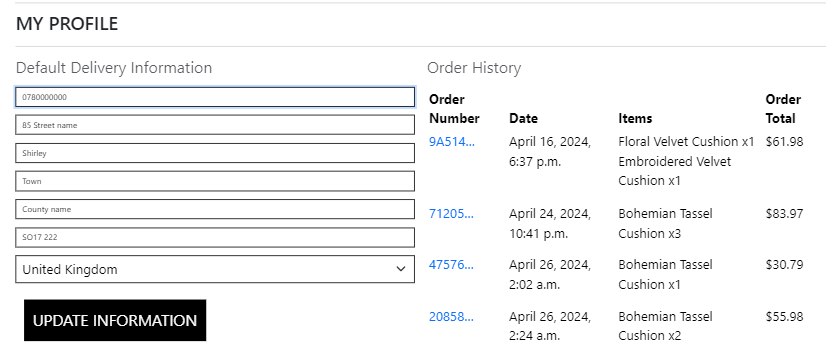 MY PROFILE
Default Delivery Information
0780000000
85 Street name
Shirley
Town
County name
SO17 222
United Kingdom
UPDATE INFORMATION
Order History
Order Number Date Items Order Total
9A514... April 16, 2024, 6:37 p.m. Floral Velvet Cushion x1 Embroidered Velvet Cushion x1 $61.98
71205... April 24, 2024, 10:41 p.m. Bohemian Tassel Cushion x3 $83.97
47576... April 26, 2024, 2:02 a.m. Bohemian Tassel Cushion x1 $30.79
20858... April 26, 2024, 2:24 a.m. Bohemian Tassel Cushion x2 $55.98